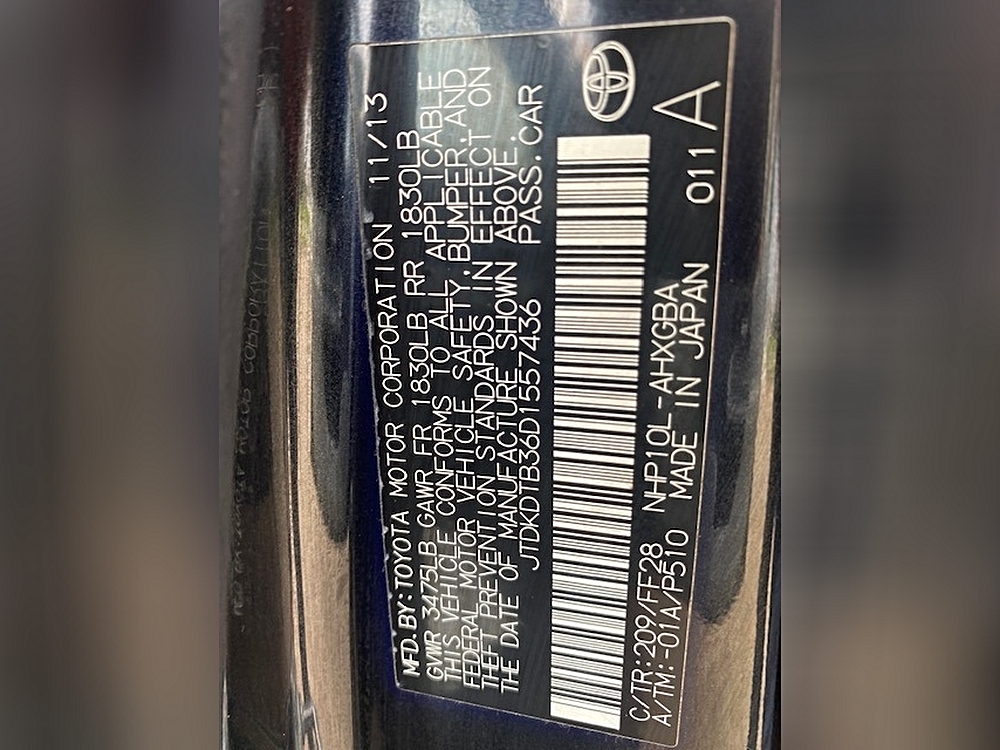 MFD.BY:TOYOTA MOTOR CORPORATION 11/13
GVWR 3475LB GAWR FR 1830LB RR 1830LB
THIS VEHICLE CONFORMS TO ALL APPLICABLE
FEDERAL MOTOR VEHICLE SAFETY,BUMPER,AND
THEFT PREVENTION STANDARDS IN EFFECT ON
THE DATE OF MANUFACTURE SHOWN ABOVE.
JTDKDTB36D1557436 PASS.CAR
C/TR:209/FF28 NHP10L-AHXGBA
A/TM:-01A/P510 MADE IN JAPAN 011 A